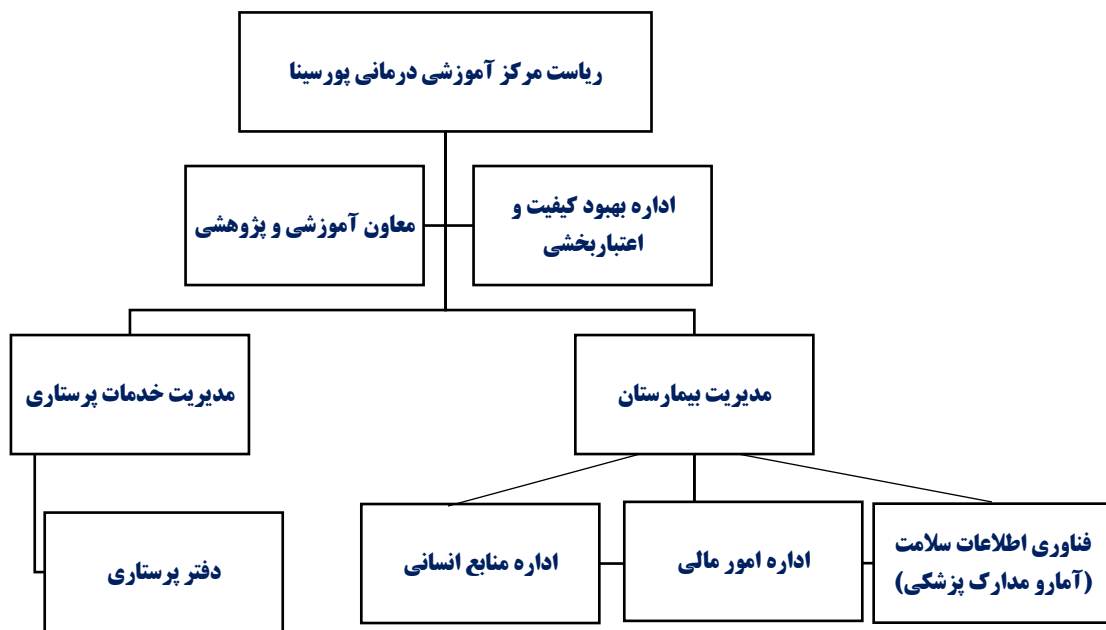 ریاست مرکز آموزشی درمانی پورسینا
اداره بهبود کیفیت و
اعتباربخشی
معاون آموزشی و پژوهشی
مدیریت بیمارستان
مدیریت خدمات پرستاری
فناوری اطلاعات سلامت
(آمارو مدارک پزشکی)
اداره امور مالی
اداره منابع انسانی
دفتر پرستاری